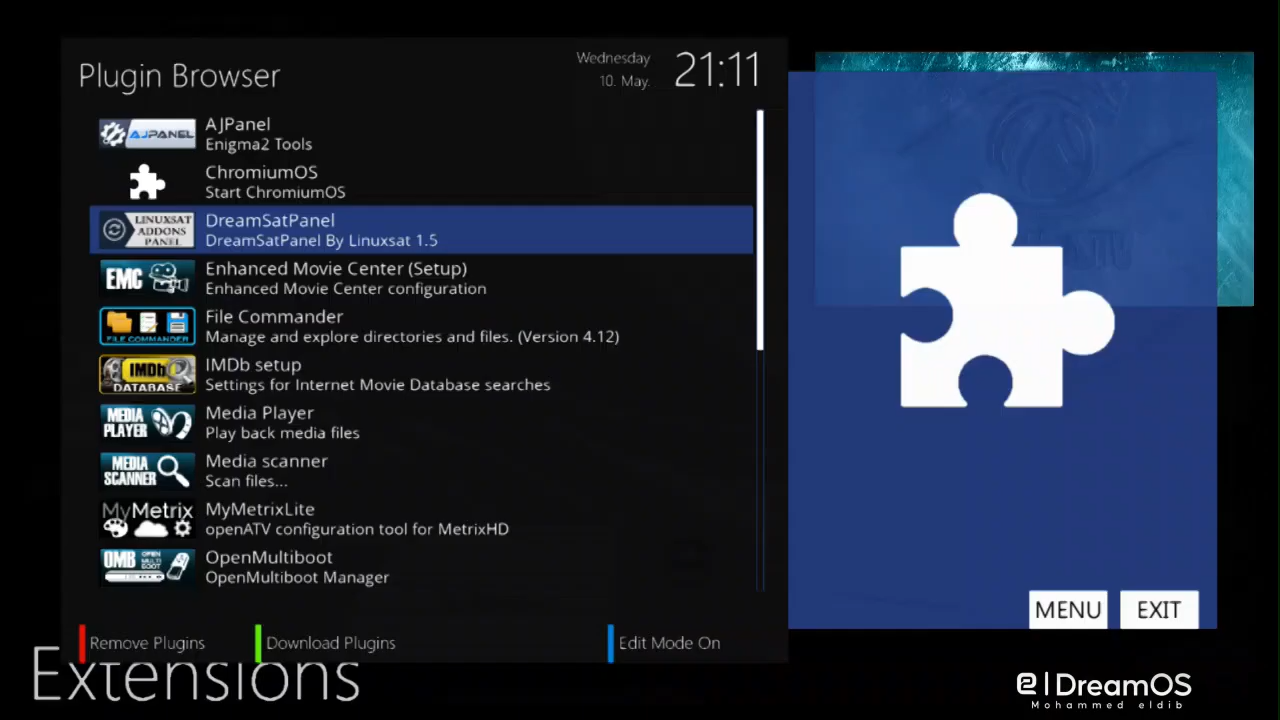 Plugin Browser
Wednesday
10. May.
21:11
AJPANEL
AJPanel
Enigma2 Tools
ChromiumOS
Start ChromiumOS
LINUXSAT
ADDONS
PANEL
DreamSatPanel
DreamSatPanel By Linuxsat 1.5
EMC
Enhanced Movie Center (Setup)
Enhanced Movie Center configuration
FILE COMMANDER
File Commander
Manage and explore directories and files. (Version 4.12)
IMDb
DATABASE
IMDb setup
Settings for Internet Movie Database searches
MEDIA
PLAYER
Media Player
Play back media files
MEDIA
SCANNER
Media scanner
Scan files...
MyMetrix
MyMetrixLite
openATV configuration tool for MetrixHD
OMB OPEN
MULTI
BOOT
OpenMultiboot
OpenMultiboot Manager
MENU
EXIT
Remove Plugins
Download Plugins
Edit Mode On
Extensions
DreamOS
Mohammed eldib